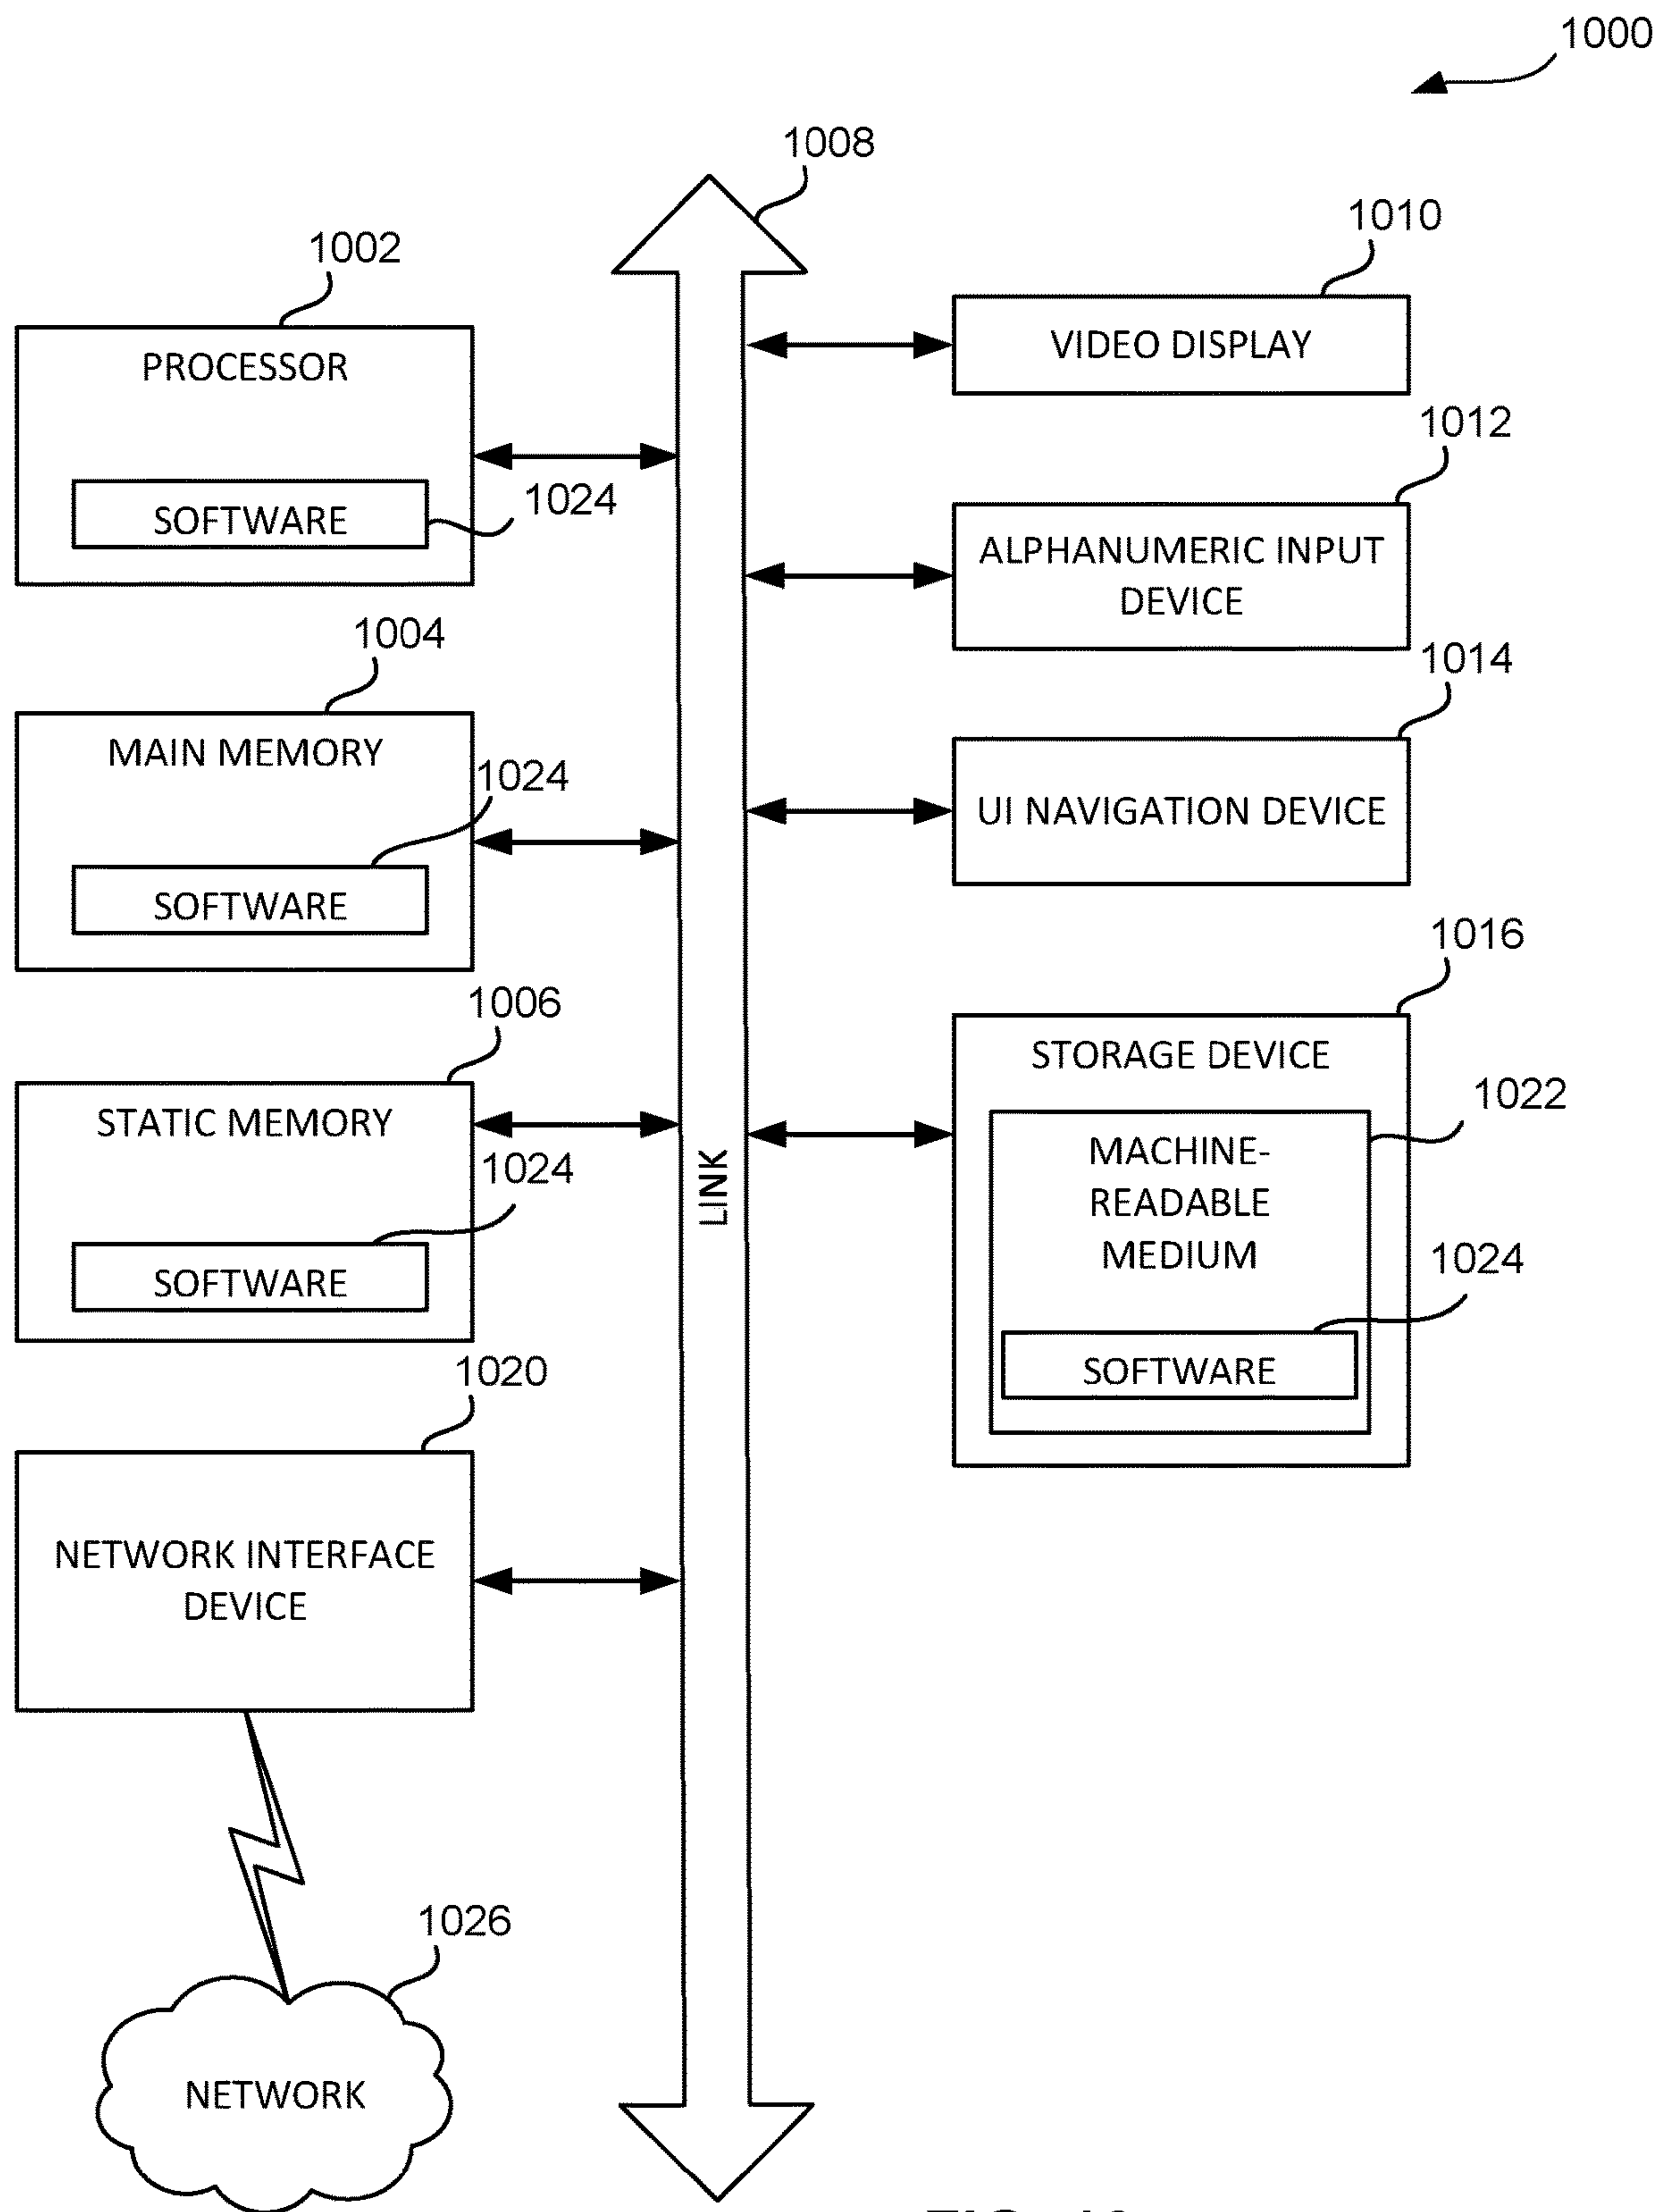 1000
1008
1002
PROCESSOR
SOFTWARE
1024
1004
MAIN MEMORY
1024
SOFTWARE
1006
STATIC MEMORY
1024
SOFTWARE
1020
NETWORK INTERFACE
DEVICE
1026
NETWORK
LINK
1010
VIDEO DISPLAY
1012
ALPHANUMERIC INPUT
DEVICE
1014
UI NAVIGATION DEVICE
1016
STORAGE DEVICE
1022
MACHINE-
READABLE
MEDIUM
1024
SOFTWARE